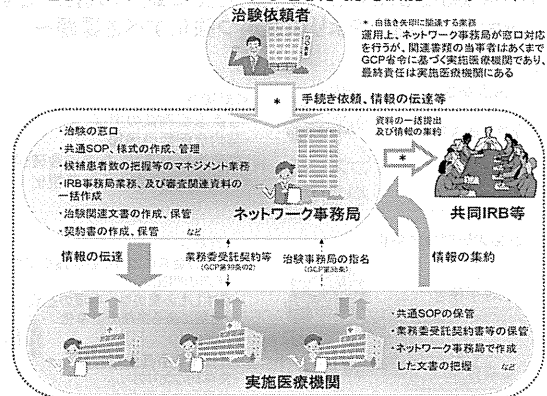 治験依頼者
*.白抜き矢印に関連する業務
運用上、ネットワーク事務局が窓口対応
を行うが、関連書類の当事者はあくまで
GCP省令に基づく実施医療機関であり、
最終責任は実施医療機関にある
*
手続き依頼、情報の伝達等
・治験の窓口
・共通SOP、様式の作成、管理
・候補患者数の把握等のマネジメント業務
・IRB事務局業務、及び審査関連資料の
一括作成
・治験関連文書の作成、保管
・契約書の作成、保管 など
ネットワーク事務局
資料の一括提出
及び情報の集約
*
共同IRB等
情報の伝達
業務委受託契約等
(GCP第39条の2)
治験事務局の指名
(GCP第38条)
情報の集約
・共通SOPの保管
・業務委受託契約書等の保管
・ネットワーク事務局で作成
した文書の把握 など
実施医療機関